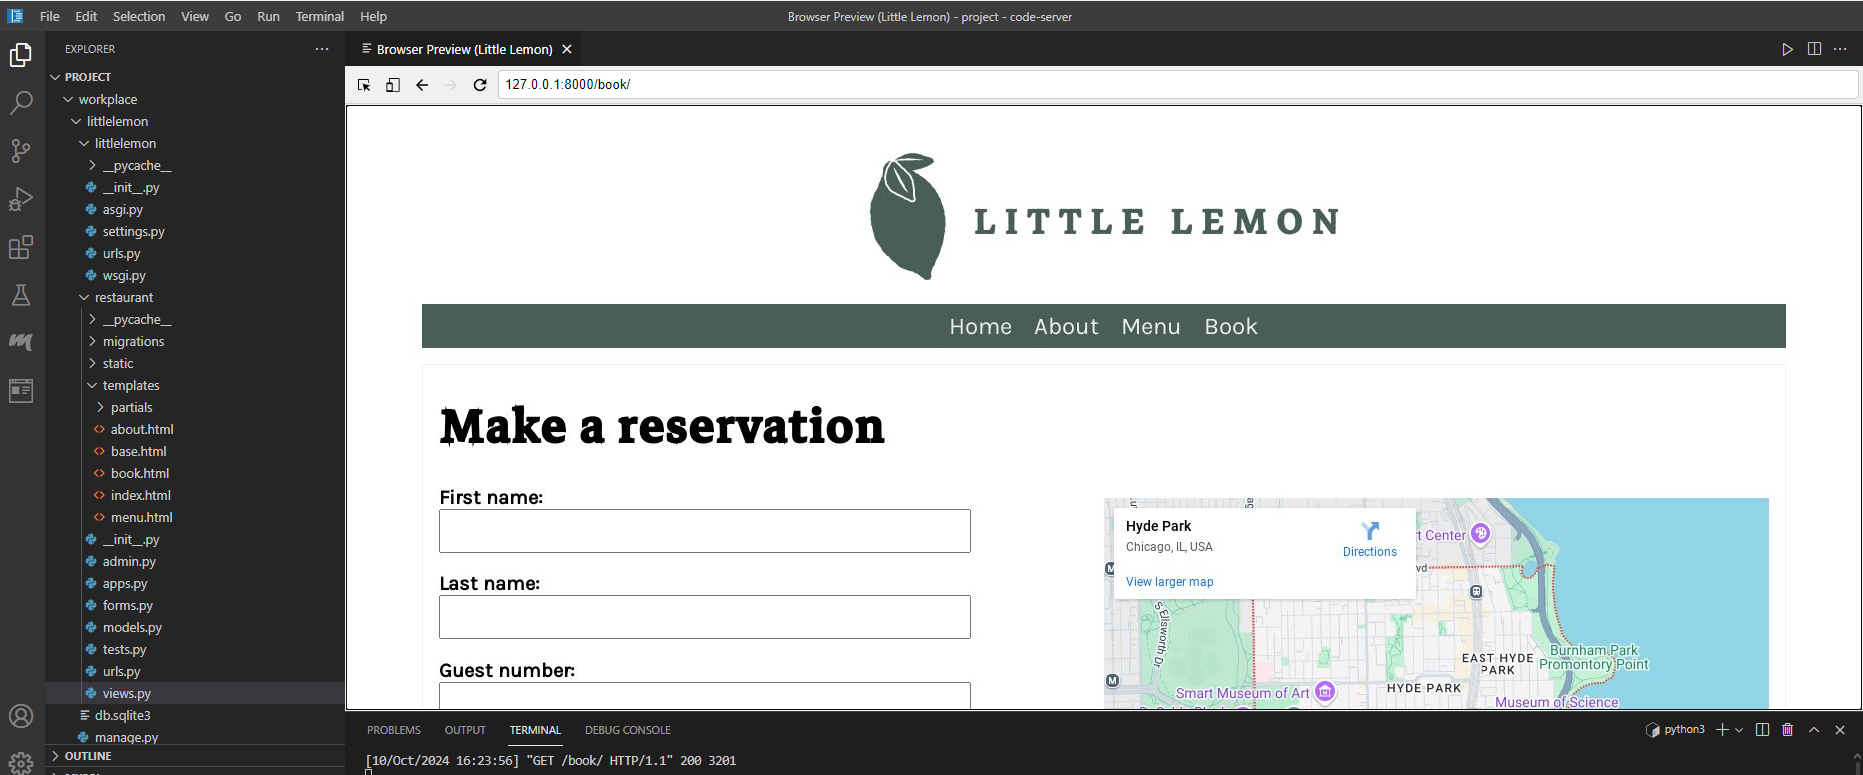 File Edit Selection View Go Run Terminal Help
Browser Preview (Little Lemon) - project - code-server
EXPLORER
PROJECT
workplace
littlelemon
littlelemon
__pycache__
__init__.py
asgi.py
settings.py
urls.py
wsgi.py
restaurant
__pycache__
migrations
static
templates
partials
about.html
base.html
book.html
index.html
menu.html
__init__.py
admin.py
apps.py
forms.py
models.py
tests.py
urls.py
views.py
db.sqlite3
manage.py
OUTLINE
Browser Preview (Little Lemon)
127.0.0.1:8000/book/
LITTLE LEMON
Home About Menu Book
Make a reservation
First name:
Last name:
Guest number:
Hyde Park
Chicago, IL, USA
Directions
View larger map
t Center
vd
S Ellsworth Dr
M
M
EAST HYDE
PARK
Burnham Park
Promontory Point
HYDE PARK
Smart Museum of Art
Museum of Science
PROBLEMS OUTPUT TERMINAL DEBUG CONSOLE
python3
[10/Oct/2024 16:23:56] "GET /book/ HTTP/1.1" 200 3201